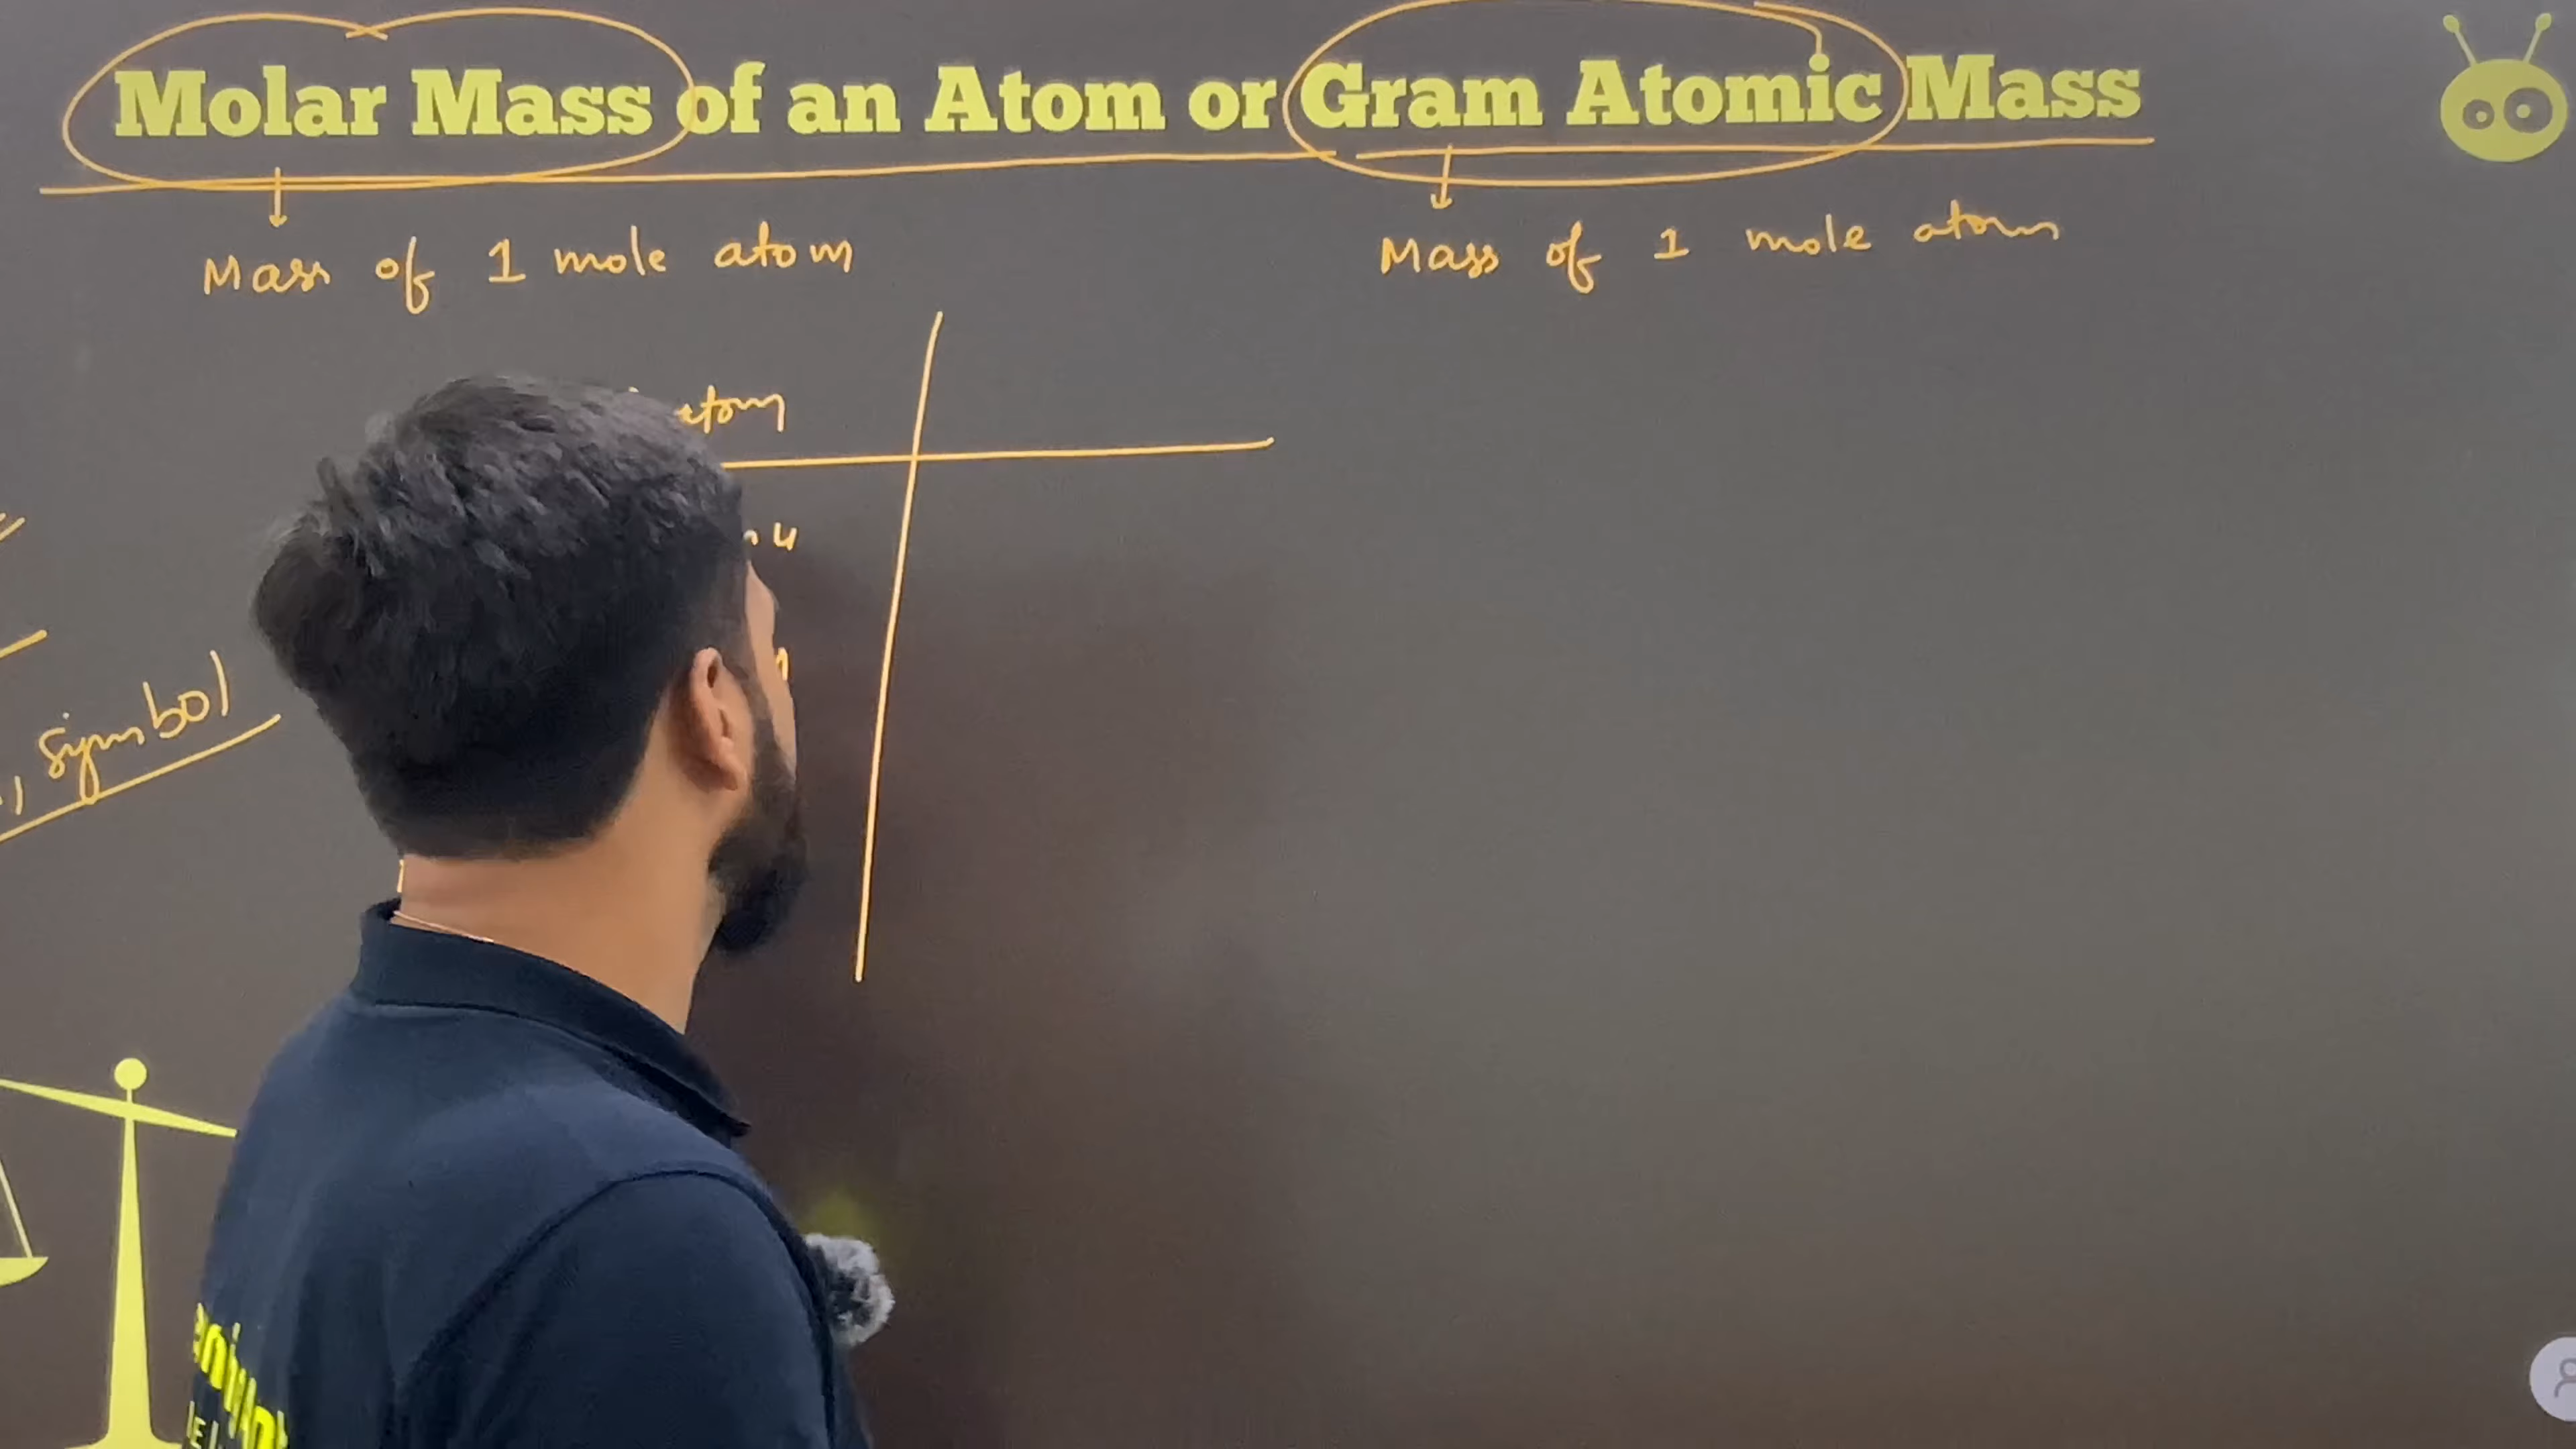 Molar Mass of an Atom or Gram Atomic Mass
Mass of 1 mole atom
Mass of 1 mole atom
atom
symbol